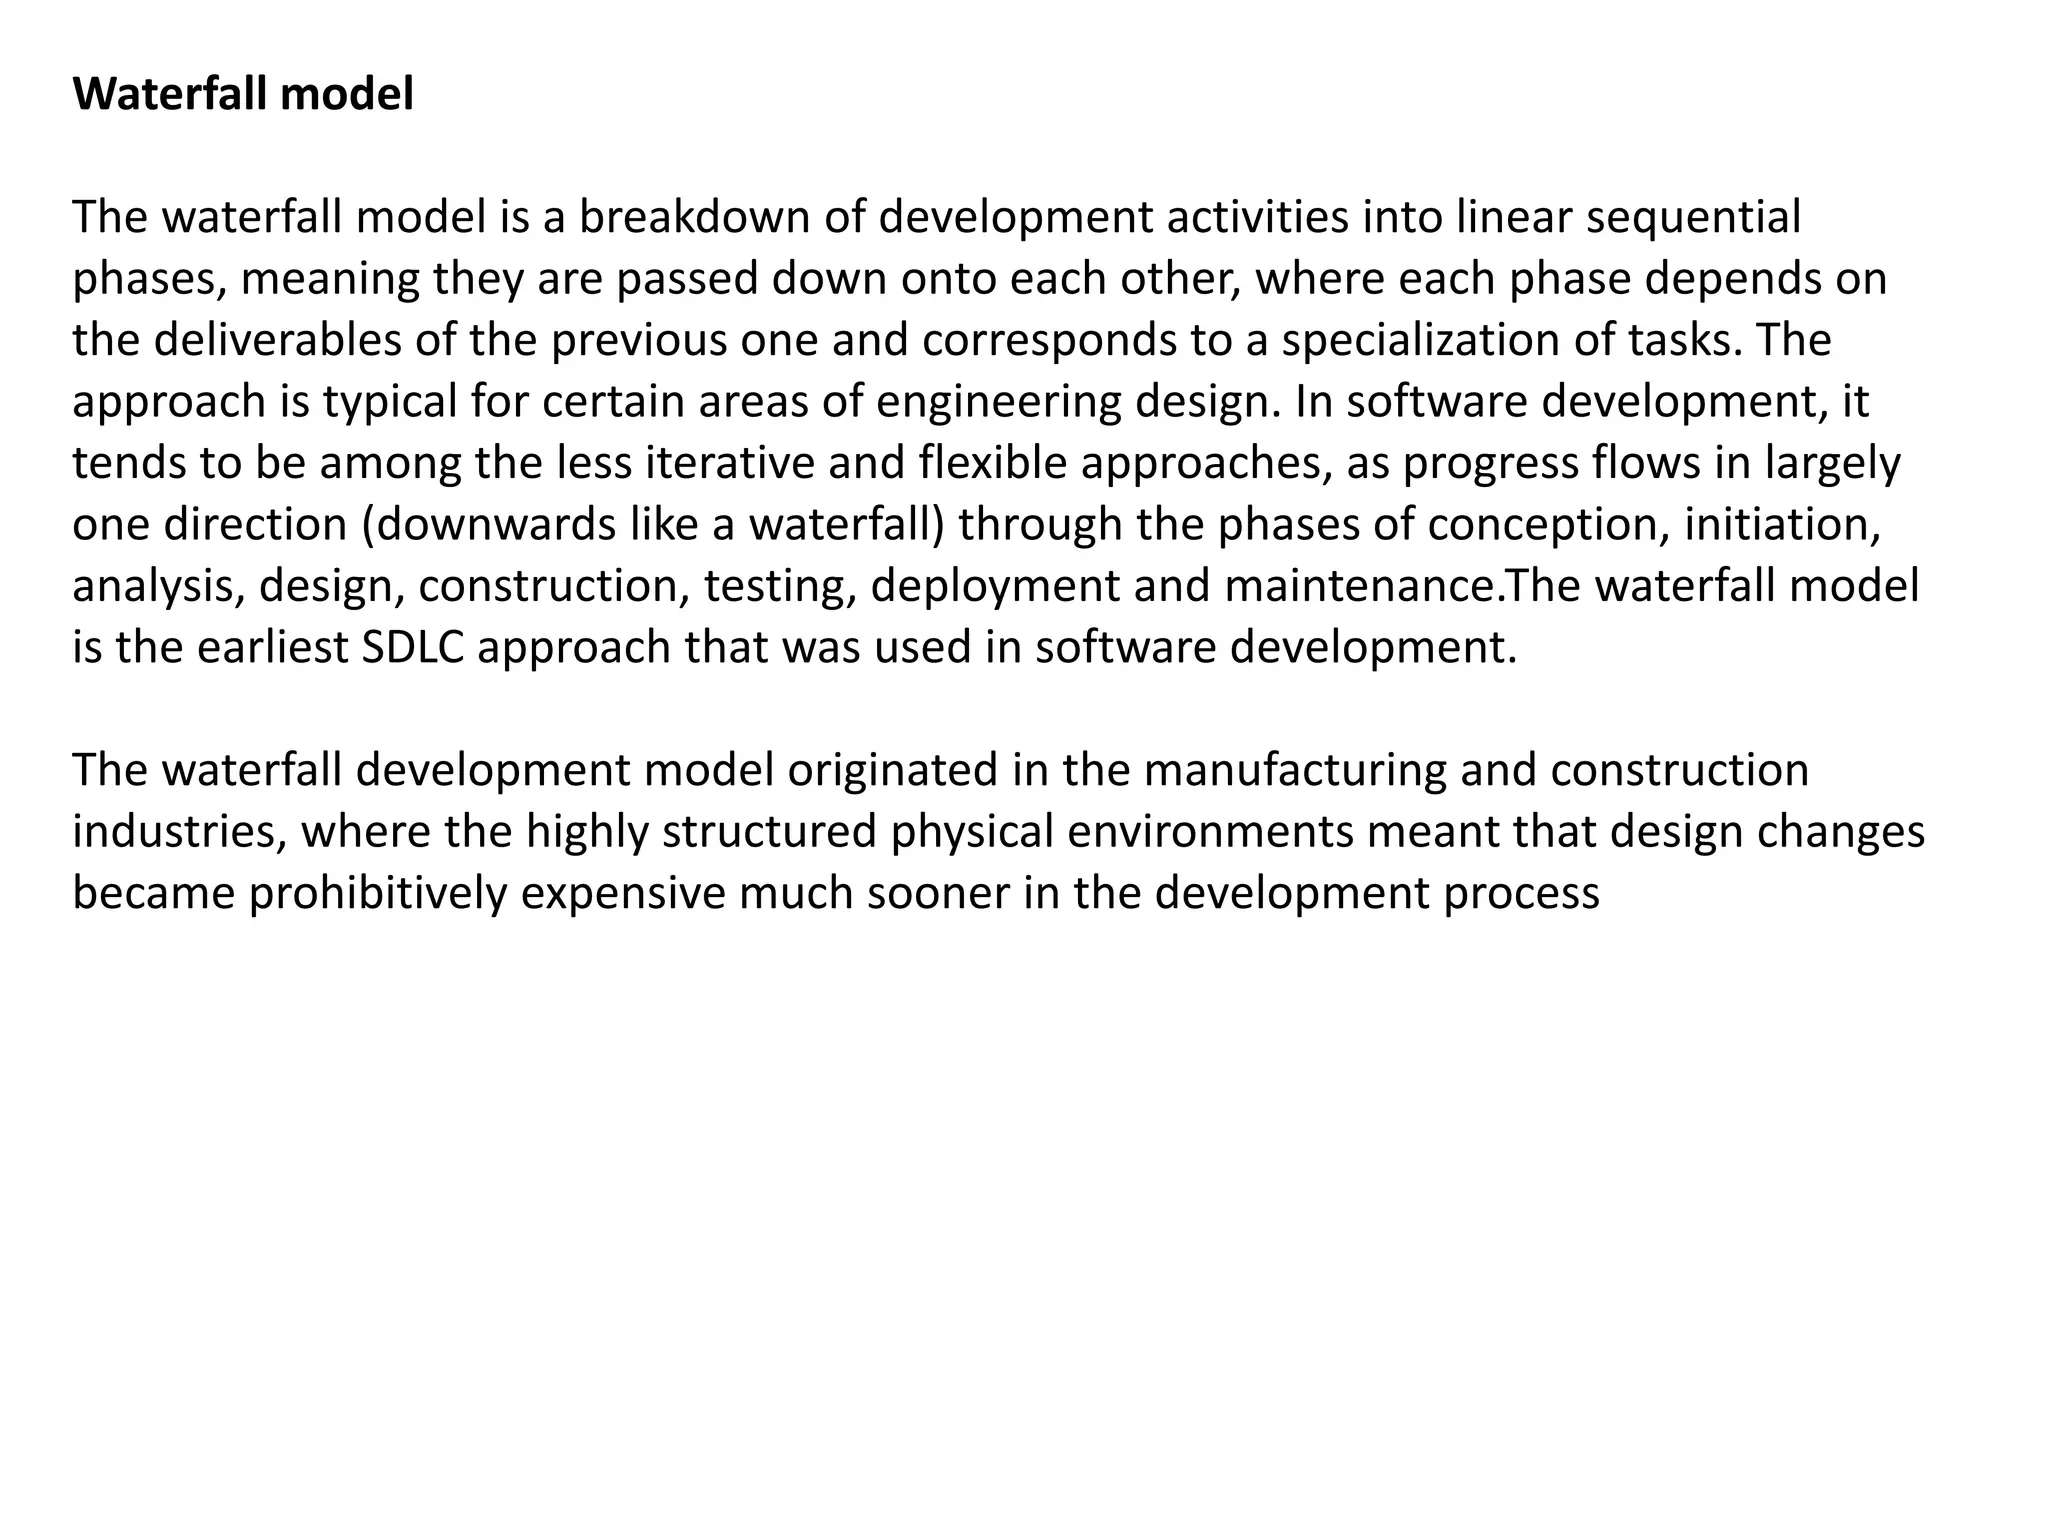 Waterfall model
The waterfall model is a breakdown of development activities into linear sequential
phases, meaning they are passed down onto each other, where each phase depends on
the deliverables of the previous one and corresponds to a specialization of tasks. The
approach is typical for certain areas of engineering design. In software development, it
tends to be among the less iterative and flexible approaches, as progress flows in largely
one direction (downwards like a waterfall) through the phases of conception, initiation,
analysis, design, construction, testing, deployment and maintenance.The waterfall model
is the earliest SDLC approach that was used in software development.
The waterfall development model originated in the manufacturing and construction
industries, where the highly structured physical environments meant that design changes
became prohibitively expensive much sooner in the development process